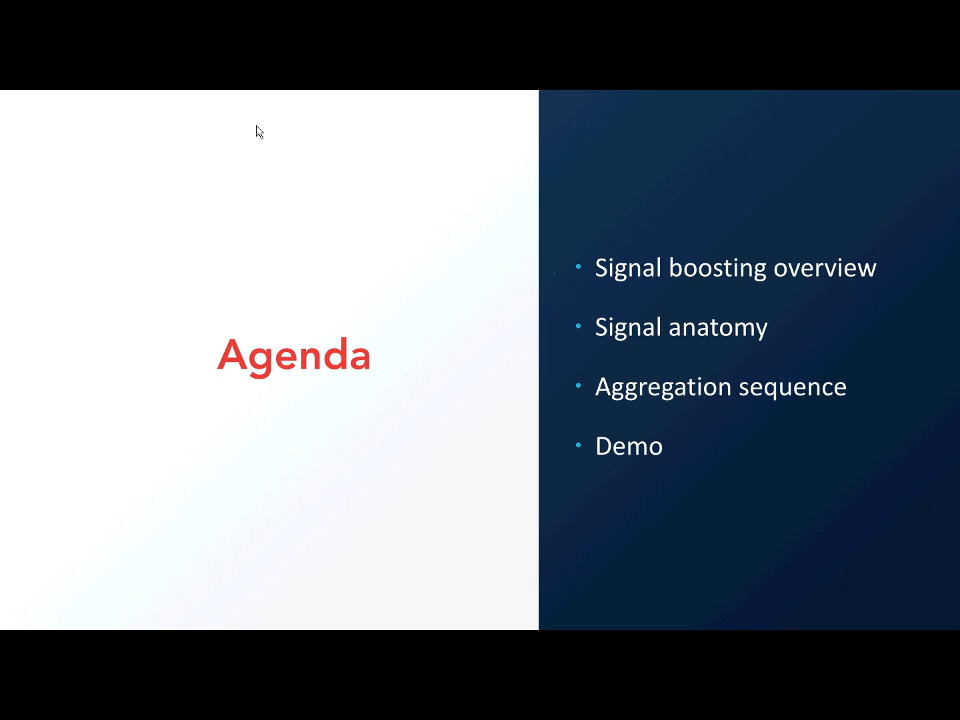 Agenda
• Signal boosting overview
• Signal anatomy
• Aggregation sequence
• Demo